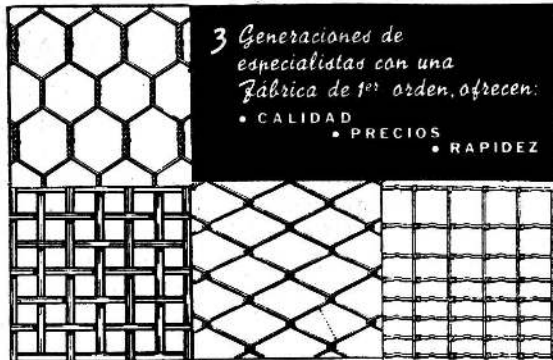 3 Generaciones de
especialistas con una
Fábrica de 1er orden, ofrecen:
• CALIDAD
• PRECIOS
• RAPIDEZ